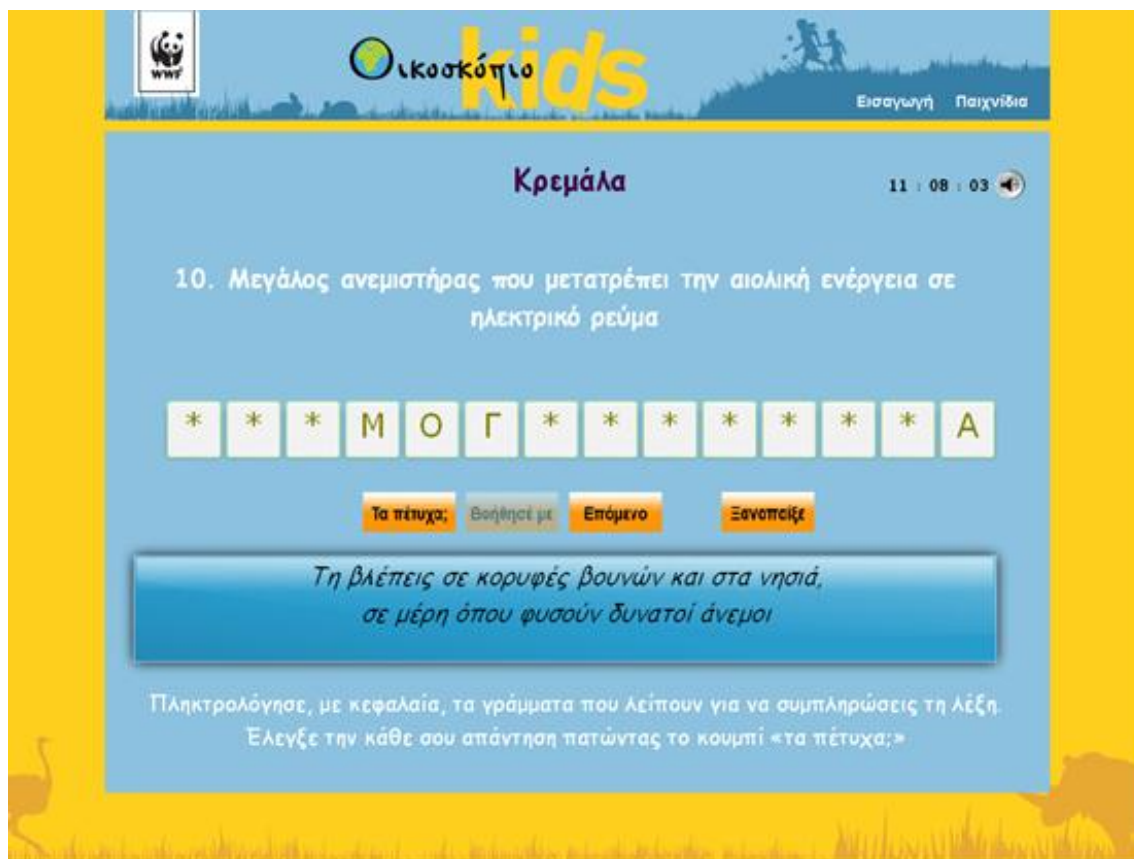 WWF
Οικοσκόπιο kids
Εισαγωγή Παιχνίδια
Κρεμάλα
11 : 08 : 03
10. Μεγάλος ανεμιστήρας που μετατρέπει την αιολική ενέργεια σε
ηλεκτρικό ρεύμα
* * * Μ Ο Γ * * * * * * * Α
Τα πέτυχα; Βοήθησέ με Επόμενο Ξαναπαίξε
Τη βλέπεις σε κορυφές βουνών και στα νησιά,
σε μέρη όπου φυσούν δυνατοί άνεμοι
Πληκτρολόγησε, με κεφαλαία, τα γράμματα που λείπουν για να συμπληρώσεις τη λέξη.
Έλεγξε την κάθε σου απάντηση πατώντας το κουμπί «τα πέτυχα;»